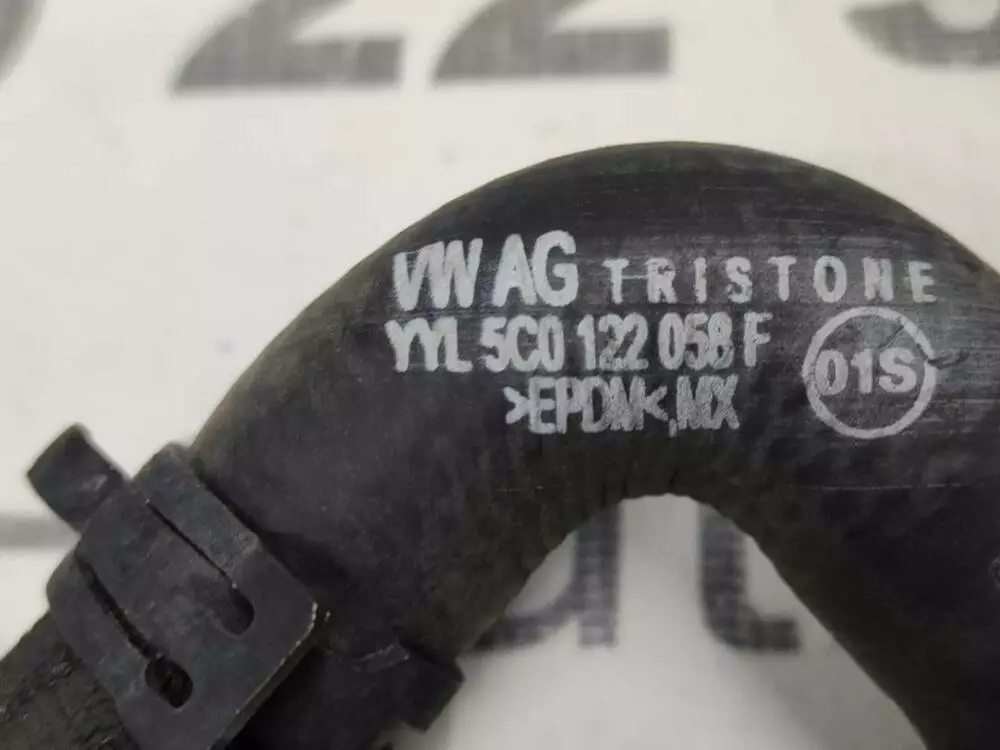 VW AG TRISTONE
YYL 5C0 122 058 F
>EPDM<,MX
01S